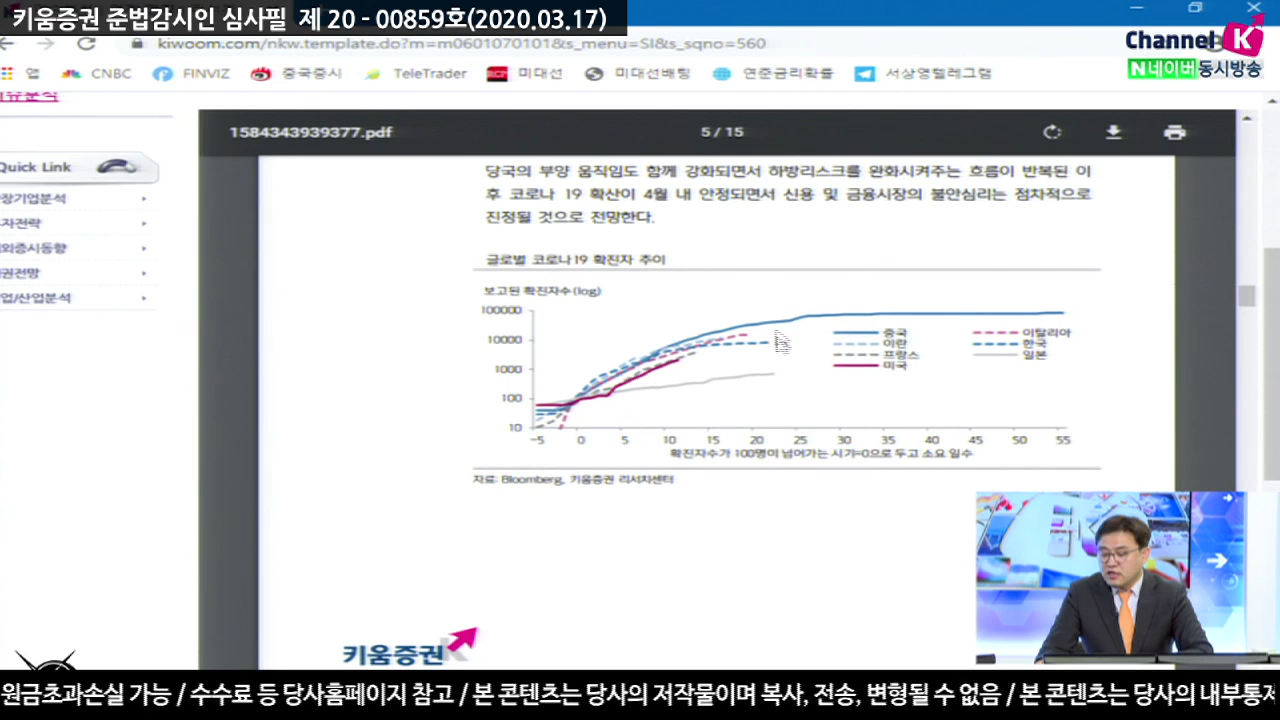 키움증권 준법감시인 심사필 제 20 - 00859호(2020.03.17)
kiwoom.com/nkw.template.do?m=m0601070101&s_menu=SI&s_sqno=560
Channel K
N네이버 동시방송
앱 CNBC FINVIZ 중국증시 TeleTrader 미대선 미대선배팅 연준금리확률 서상영텔레그램
1584343939377.pdf 5 / 15
Quick Link
당국의 부양 움직임도 함께 강화되면서 하방리스크를 완화시켜주는 흐름이 반복된 이
후 코로나 19 확산이 4월 내 안정되면서 신용 및 금융시장의 불안심리는 점차적으로
진정될 것으로 전망한다.
글로벌 코로나19 확진자 추이
보고된 확진자수(log)
100000
10000
1000
100
10
중국 이탈리아
이란 한국
프랑스 일본
미국
-5 0 5 10 15 20 25 30 35 40 45 50 55
확진자수가 100명이 넘어가는 시기=0으로 두고 소요 일수
자료: Bloomberg, 키움증권 리서치센터
키움증권
원금초과손실 가능 / 수수료 등 당사홈페이지 참고 / 본 콘텐츠는 당사의 저작물이며 복사, 전송, 변형될 수 없음 / 본 콘텐츠는 당사의 내부통제